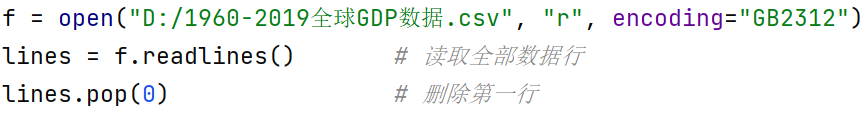 f = open("D:/1960-2019全球GDP数据.csv", "r", encoding="GB2312")
lines = f.readlines()        # 读取全部数据行
lines.pop(0)                 # 删除第一行